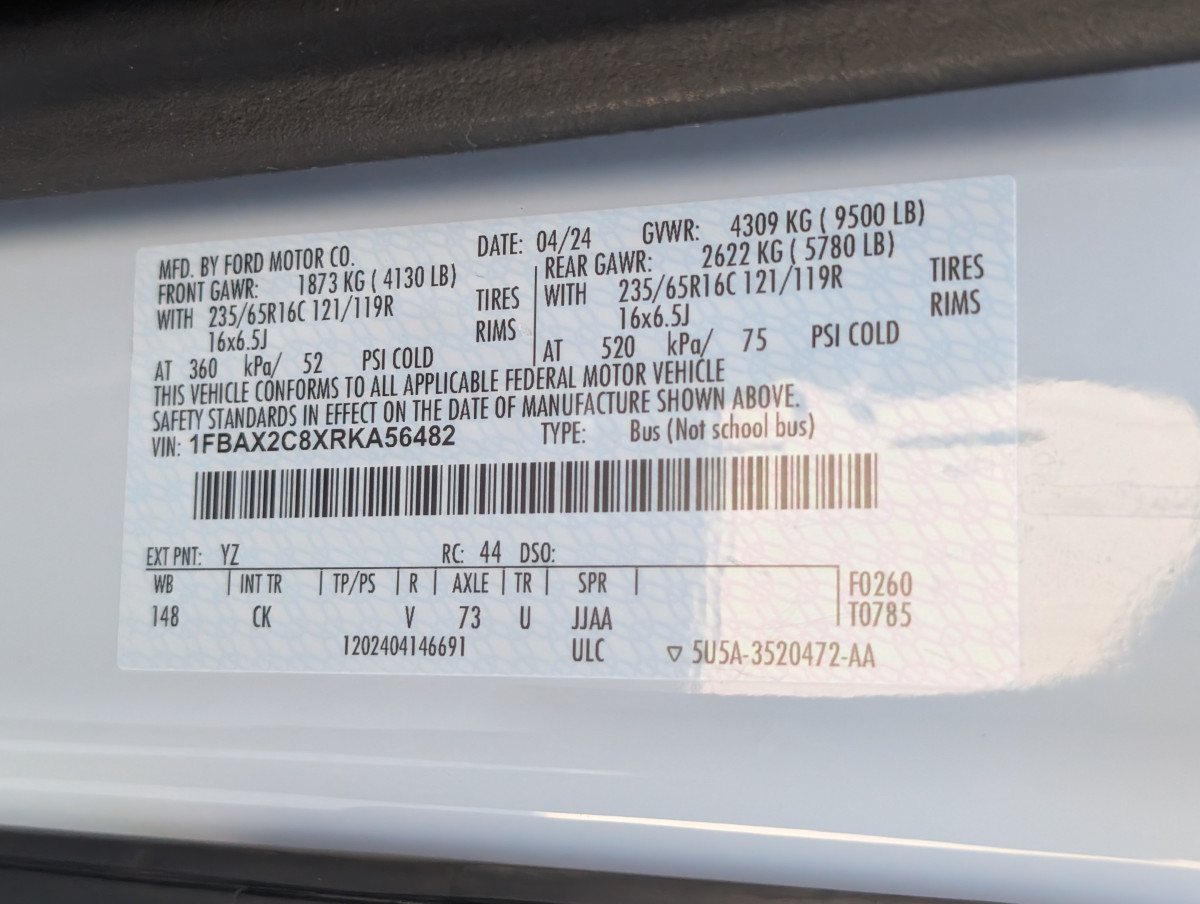 MFD. BY FORD MOTOR CO. DATE: 04/24 GVWR: 4309 KG ( 9500 LB)
FRONT GAWR: 1873 KG ( 4130 LB) REAR GAWR: 2622 KG ( 5780 LB)
WITH 235/65R16C 121/119R TIRES WITH 235/65R16C 121/119R TIRES
16x6.5J RIMS 16x6.5J RIMS
AT 360 kPa/ 52 PSI COLD AT 520 kPa/ 75 PSI COLD
THIS VEHICLE CONFORMS TO ALL APPLICABLE FEDERAL MOTOR VEHICLE
SAFETY STANDARDS IN EFFECT ON THE DATE OF MANUFACTURE SHOWN ABOVE.
VIN: 1FBAX2C8XRKA56482 TYPE: Bus (Not school bus)
EXT PNT: YZ RC: 44 DSO:
WB | INT TR | TP/PS | R | AXLE | TR | SPR | F0260
148 CK V 73 U JJAA T0785
1202404146691 ULC ▽ 5U5A-3520472-AA